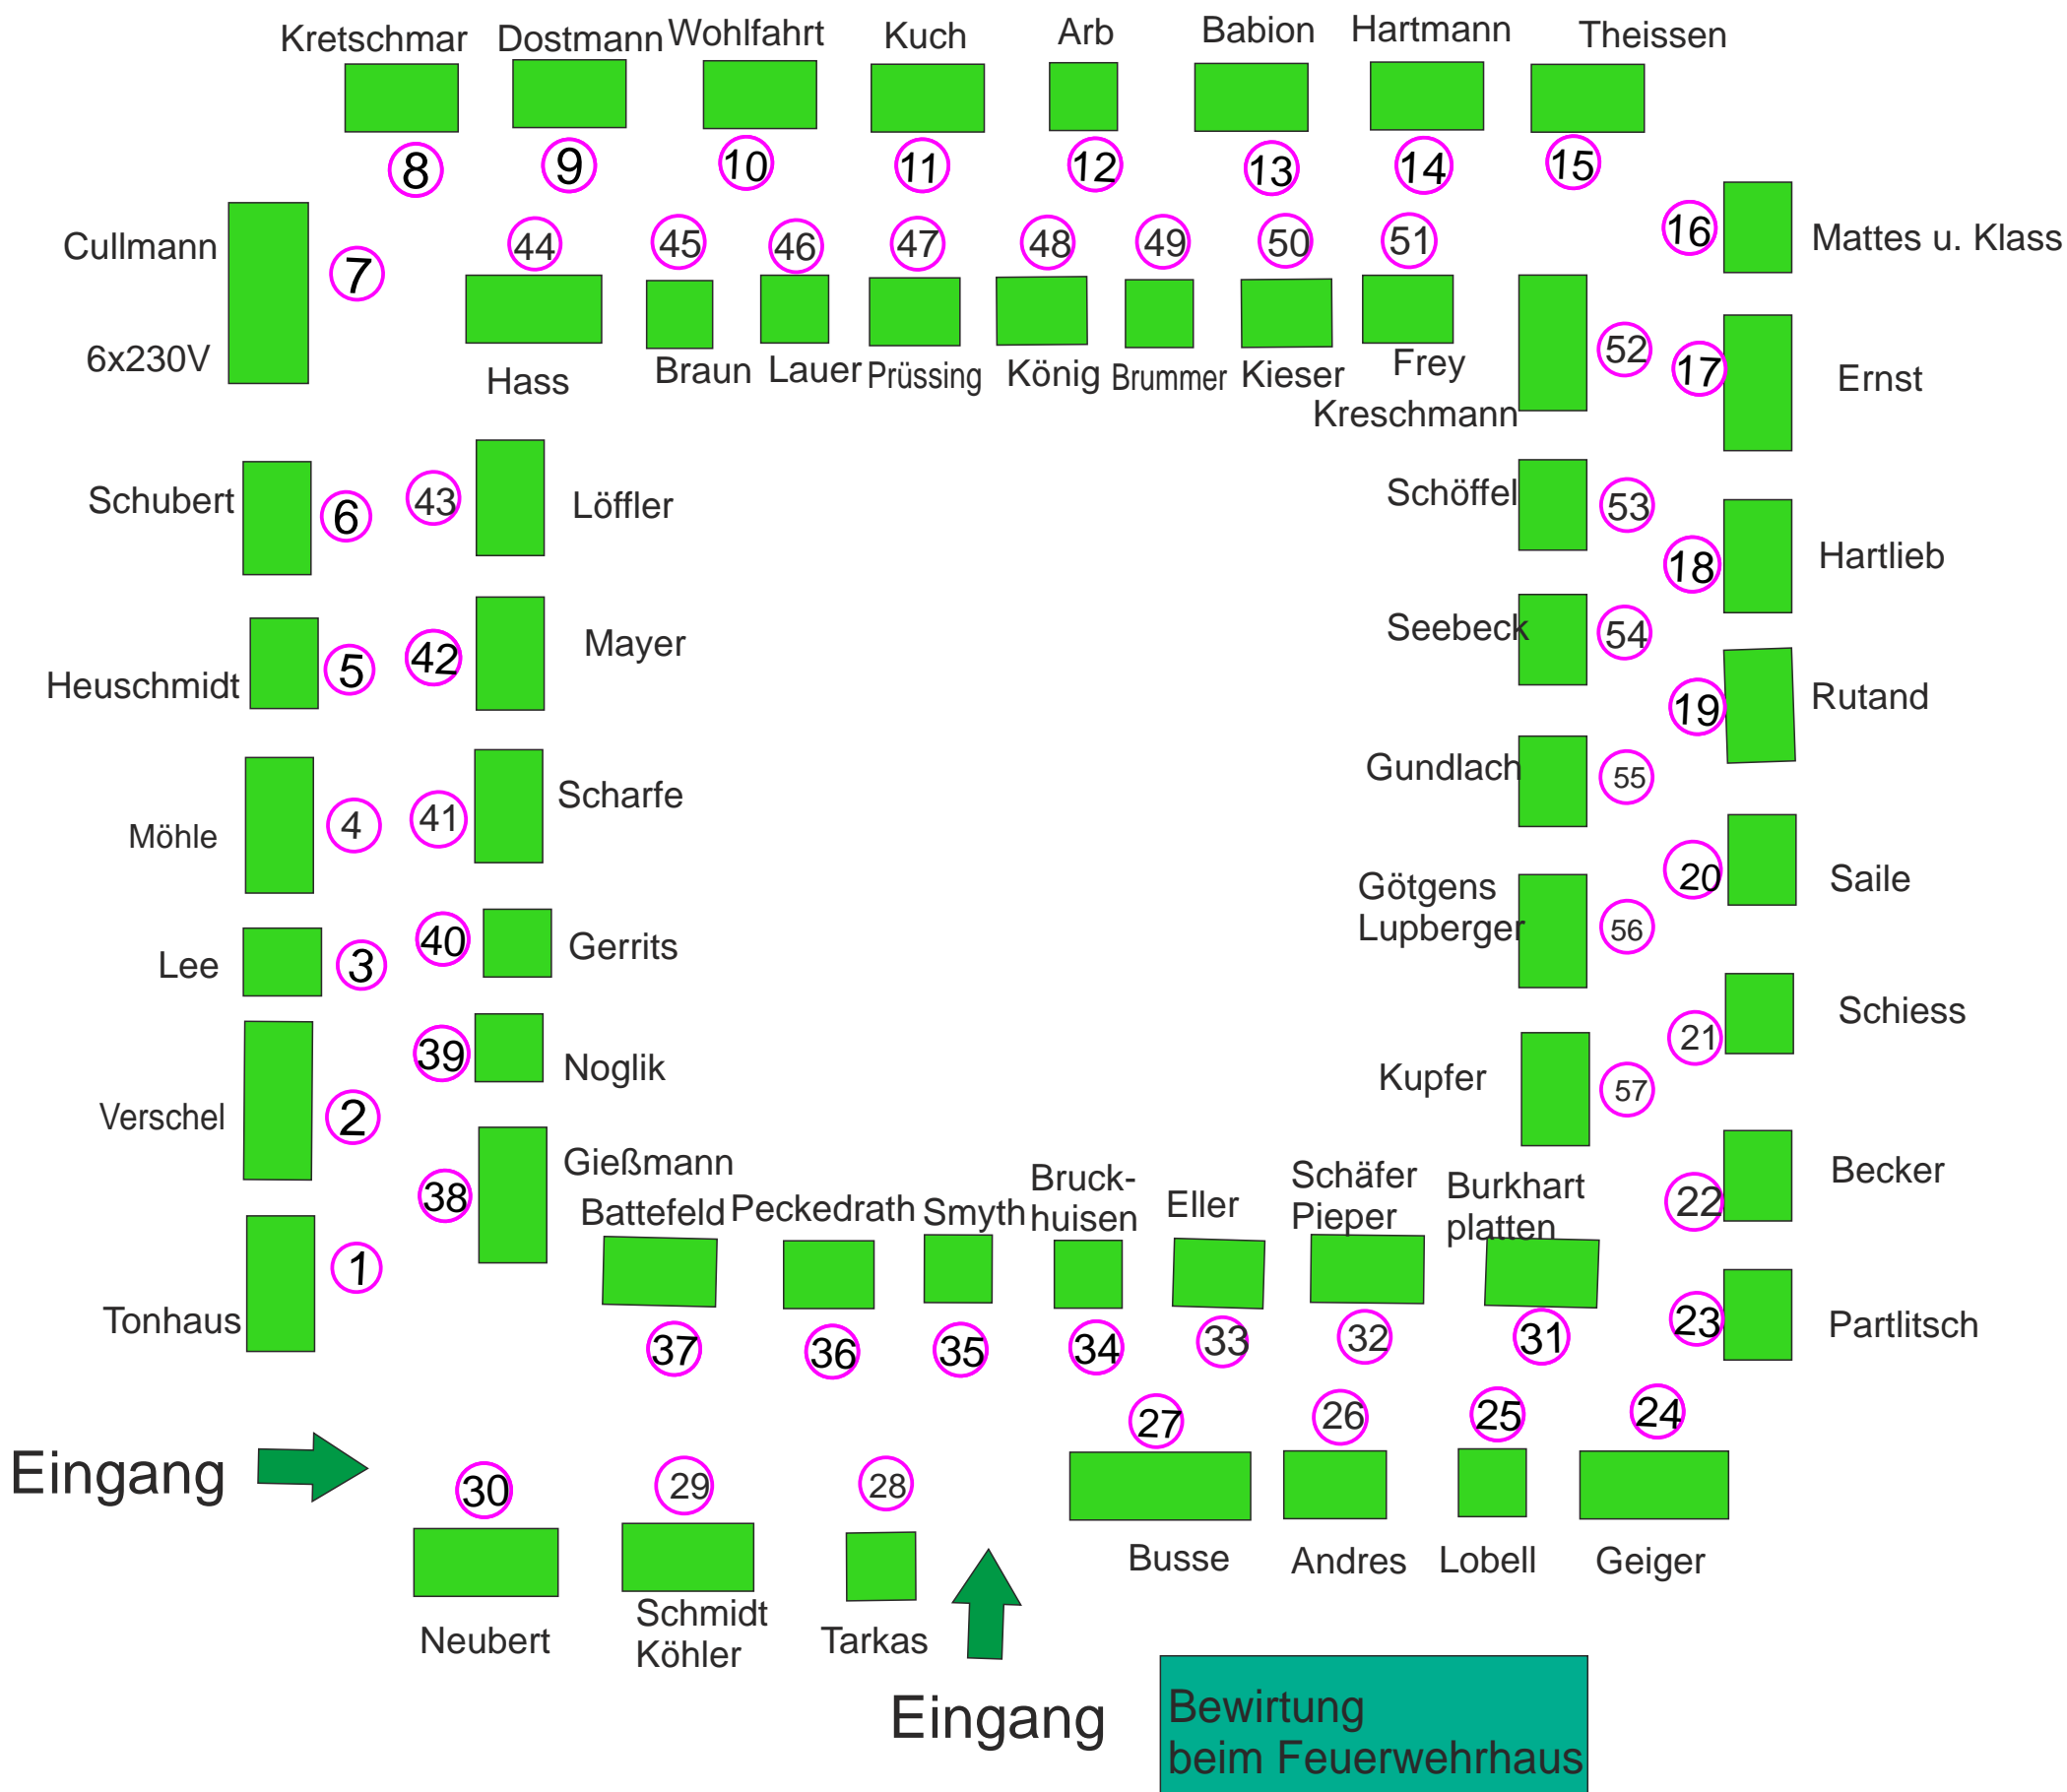 Kretschmar
Dostmann
Wohlfahrt
Kuch
Arb
Babion
Hartmann
Theissen
8
9
10
11
12
13
14
15
16
Mattes u. Klass
Cullmann
6x230V
7
44
45
46
47
48
49
50
51
Hass
Braun
Lauer
Prüssing
König
Brummer
Kieser
Frey
Kreschmann
52
17
Ernst
Schubert
6
43
Löffler
Schöffel
53
18
Hartlieb
Heuschmidt
5
42
Mayer
Seebeck
54
19
Rutand
Möhle
4
41
Scharfe
Gundlach
55
20
Saile
Lee
3
40
Gerrits
Götgens
Lupberger
56
21
Schiess
Verschel
2
39
Noglik
Kupfer
57
22
Becker
Tonhaus
1
38
Gießmann
Battefeld
Peckedrath
Smyth
Bruck-
huisen
Eller
Schäfer
Pieper
Burkhart
platten
23
Partlitsch
37
36
35
34
33
32
31
27
26
25
24
Eingang
30
29
28
Busse
Andres
Lobell
Geiger
Neubert
Schmidt
Köhler
Tarkas
Eingang
Bewirtung
beim Feuerwehrhaus